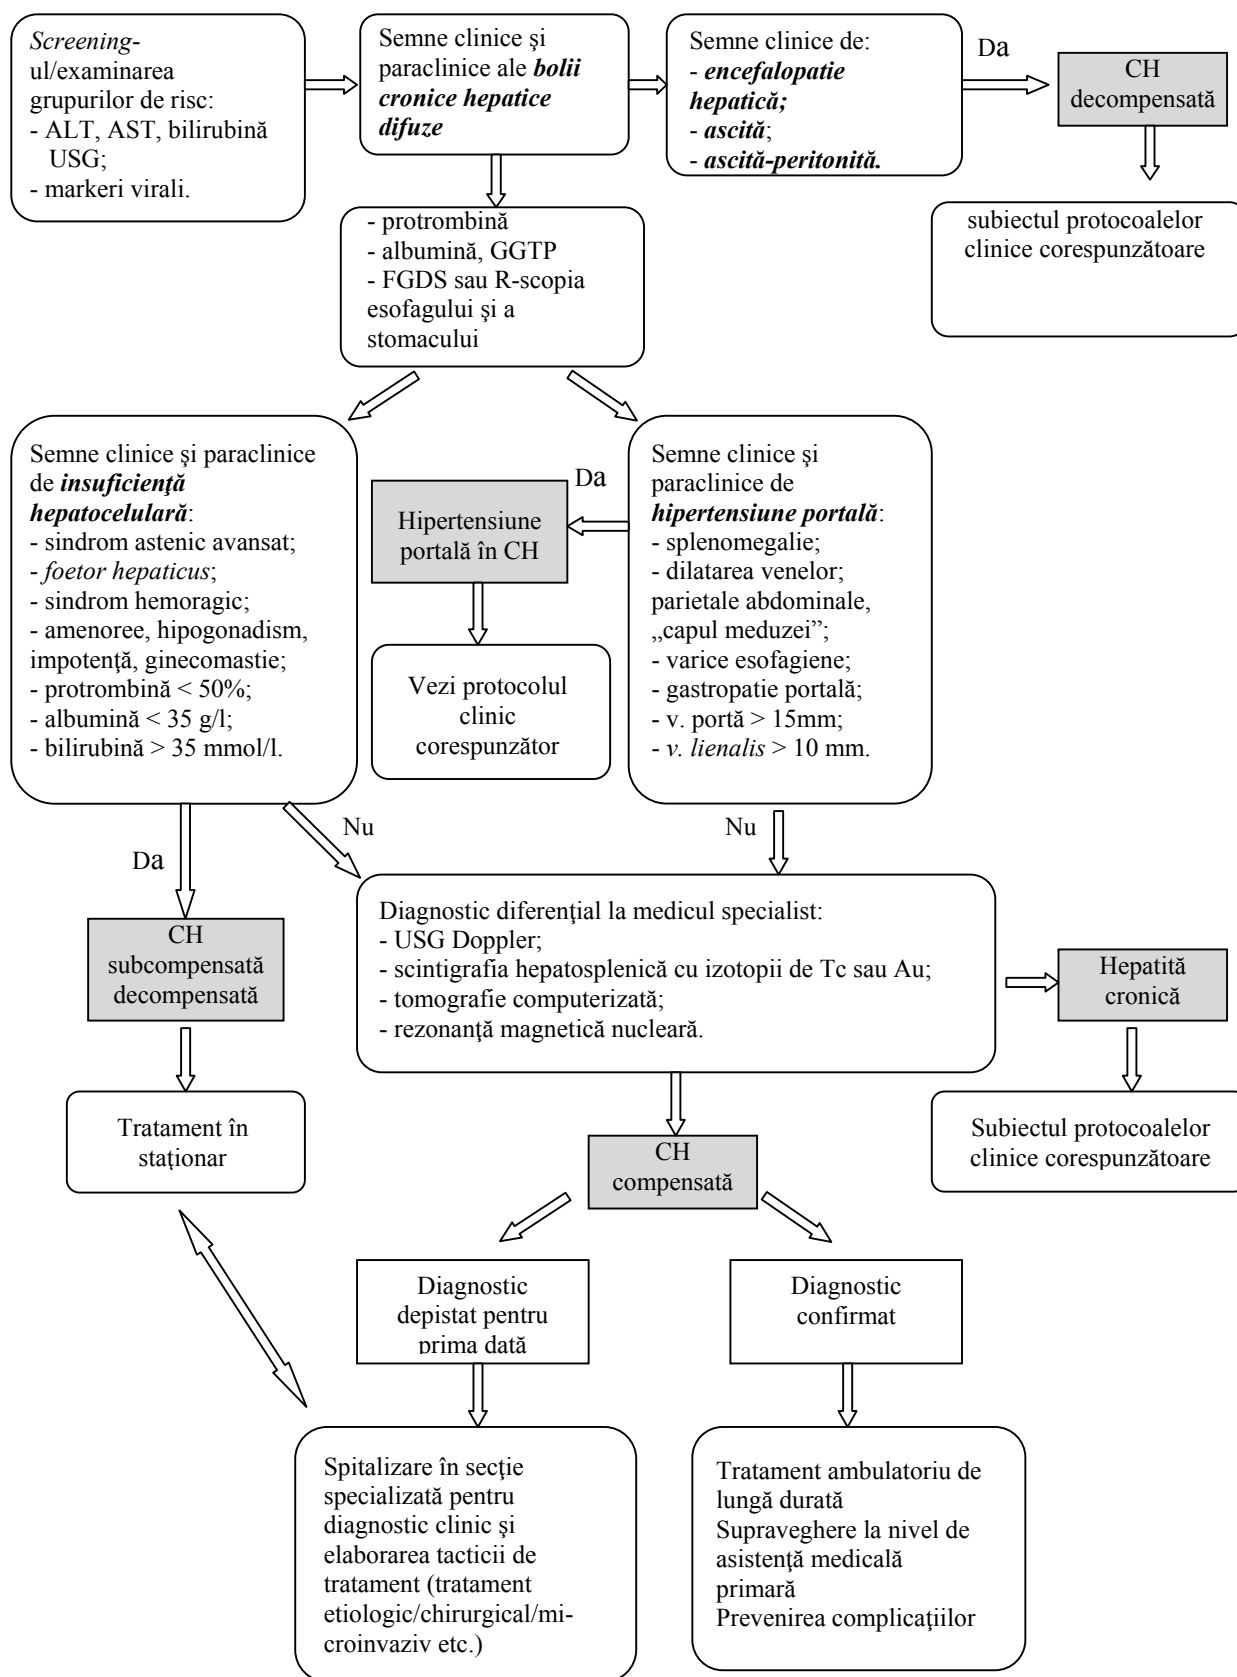 Screening-
ul/examinarea
grupurilor de risc:
- ALT, AST, bilirubină
USG;
- markeri virali.
Semne clinice şi
paraclinice ale bolii
cronice hepatice
difuze
Semne clinice de:
- encefalopatie
hepatică;
- ascită;
- ascită-peritonită.
Da
CH
decompensată
subiectul protocoalelor
clinice corespunzătoare
- protrombină
- albumină, GGTP
- FGDS sau R-scopia
esofagului şi a
stomacului
Semne clinice şi paraclinice
de insuficienţă
hepatocelulară:
- sindrom astenic avansat;
- foetor hepaticus;
- sindrom hemoragic;
- amenoree, hipogonadism,
impotenţă, ginecomastie;
- protrombină < 50%;
- albumină < 35 g/l;
- bilirubină > 35 mmol/l.
Hipertensiune
portală în CH
Da
Semne clinice şi
paraclinice de
hipertensiune portală:
- splenomegalie;
- dilatarea venelor;
parietale abdominale,
„capul meduzei”;
- varice esofagiene;
- gastropatie portală;
- v. portă > 15mm;
- v. lienalis > 10 mm.
Vezi protocolul
clinic
corespunzător
Da
Nu
Nu
CH
subcompensată
decompensată
Diagnostic diferenţial la medicul specialist:
- USG Doppler;
- scintigrafia hepatosplenică cu izotopii de Tc sau Au;
- tomografie computerizată;
- rezonanţă magnetică nucleară.
Hepatită
cronică
Tratament în
staţionar
CH
compensată
Subiectul protocoalelor
clinice corespunzătoare
Diagnostic
depistat pentru
prima dată
Diagnostic
confirmat
Spitalizare în secţie
specializată pentru
diagnostic clinic şi
elaborarea tacticii de
tratament (tratament
etiologic/chirurgical/mi-
croinvaziv etc.)
Tratament ambulatoriu de
lungă durată
Supraveghere la nivel de
asistenţă medicală
primară
Prevenirea complicaţiilor